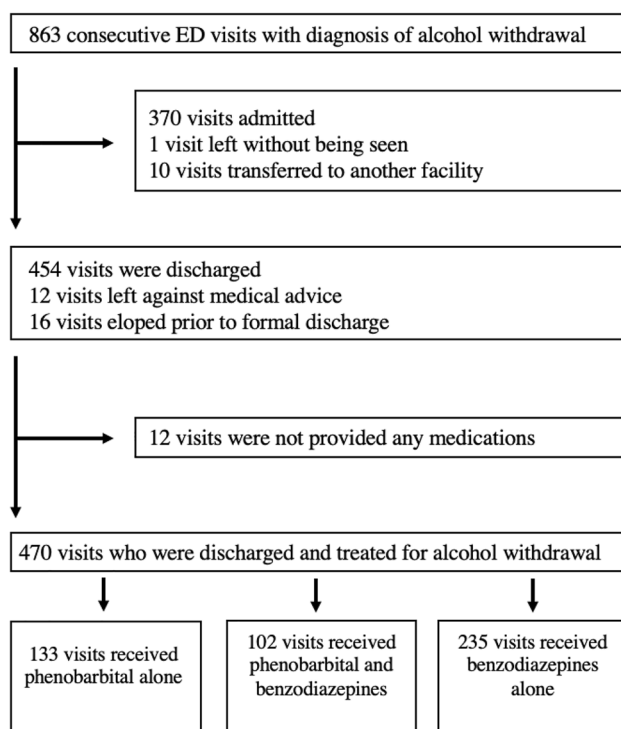 863 consecutive ED visits with diagnosis of alcohol withdrawal
370 visits admitted
1 visit left without being seen
10 visits transferred to another facility
454 visits were discharged
12 visits left against medical advice
16 visits eloped prior to formal discharge
12 visits were not provided any medications
470 visits who were discharged and treated for alcohol withdrawal
133 visits received
phenobarbital alone
102 visits received
phenobarbital and
benzodiazepines
235 visits received
benzodiazepines
alone